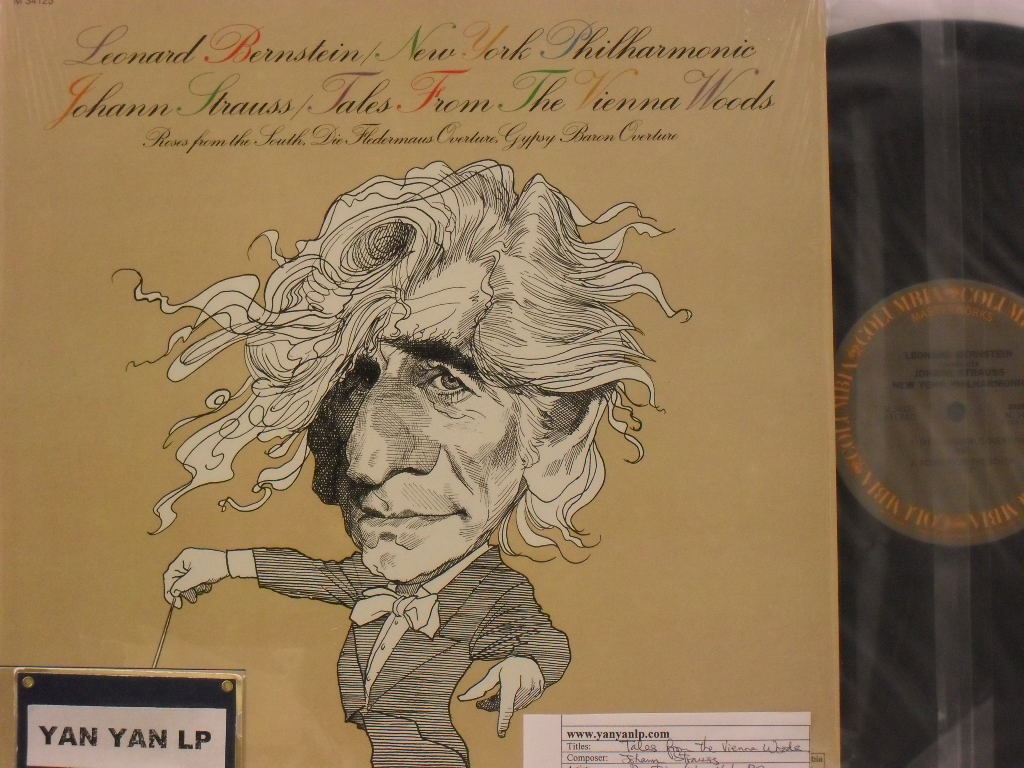 M 34125
Leonard Bernstein/New York Philharmonic
Johann Strauss/Tales From The Vienna Woods
Roses from the South, Die Fledermaus Overture, Gypsy Baron Overture
COLUMBIA COLUMBIA
MASTERWORKS
LEONARD BERNSTEIN
JOHANN STRAUSS
NEW YORK PHILHARMONIC
YAN YAN LP
www.yanyanlp.com
Titles: Tales from The Vienna Woods
Composer: Johann Strauss